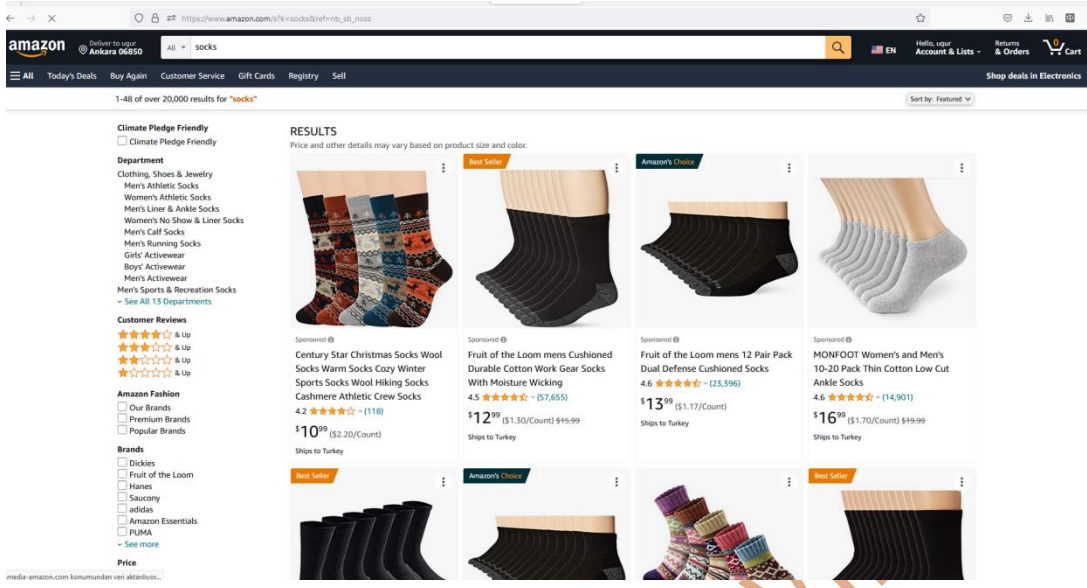 https://www.amazon.com/s?k=socks&ref=nb_sb_noss
amazon
Deliver to ugur
Ankara 06850
All
socks
EN
Hello, ugur
Account & Lists
Returns
& Orders
0
Cart
All Today's Deals Buy Again Customer Service Gift Cards Registry Sell
Shop deals in Electronics
1-48 of over 20,000 results for "socks"
Sort by: Featured
Climate Pledge Friendly
Climate Pledge Friendly
Department
Clothing, Shoes & Jewelry
Men's Athletic Socks
Women's Athletic Socks
Men's Liner & Ankle Socks
Women's No Show & Liner Socks
Men's Calf Socks
Men's Running Socks
Girls' Activewear
Boys' Activewear
Men's Activewear
Men's Sports & Recreation Socks
See All 13 Departments
Customer Reviews
& Up
& Up
& Up
& Up
Amazon Fashion
Our Brands
Premium Brands
Popular Brands
Brands
Dickies
Fruit of the Loom
Hanes
Saucony
adidas
Amazon Essentials
PUMA
See more
Price
RESULTS
Price and other details may vary based on product size and color.
Sponsored
Century Star Christmas Socks Wool
Socks Warm Socks Cozy Winter
Sports Socks Wool Hiking Socks
Cashmere Athletic Crew Socks
4.2 (118)
$10.99 ($2.20/Count)
Ships to Turkey
Best Seller
Sponsored
Fruit of the Loom mens Cushioned
Durable Cotton Work Gear Socks
With Moisture Wicking
4.5 (57,655)
$12.99 ($1.30/Count) $15.99
Ships to Turkey
Amazon's Choice
Sponsored
Fruit of the Loom mens 12 Pair Pack
Dual Defense Cushioned Socks
4.6 (23,396)
$13.99 ($1.17/Count)
Ships to Turkey
Sponsored
MONFOOT Women's and Men's
10-20 Pack Thin Cotton Low Cut
Ankle Socks
4.6 (14,901)
$16.99 ($1.70/Count) $19.99
Ships to Turkey
Best Seller
Amazon's Choice
Best Seller
media-amazon.com konumundan veri aktarılıyor...